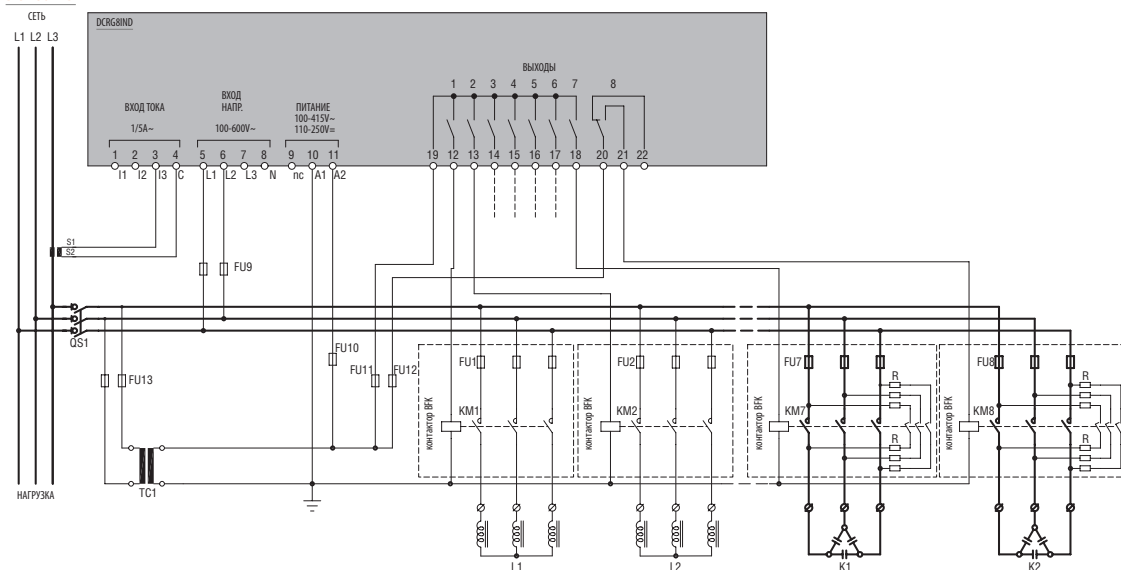 СЕТЬ
L1 L2 L3
DCRG8IND
ВЫХОДЫ
1 2 3 4 5 6 7 8
ВХОД ТОКА
1/5A~
ВХОД
НАПР.
100-600V~
ПИТАНИЕ
100-415V~
110-250V=
1 2 3 4 5 6 7 8 9 10 11 19 12 13 14 15 16 17 18 20 21 22
I1 I2 I3 C L1 L2 L3 N nc A1 A2
S1
S2
FU9
QS1
FU13
FU10
FU11
FU12
FU1
FU2
FU7
FU8
R
R
контактор BFK
KM1
контактор BFK
KM2
контактор BFK
KM7
контактор BFK
KM8
R
R
TC1
НАГРУЗКА
L1
L2
K1
K2